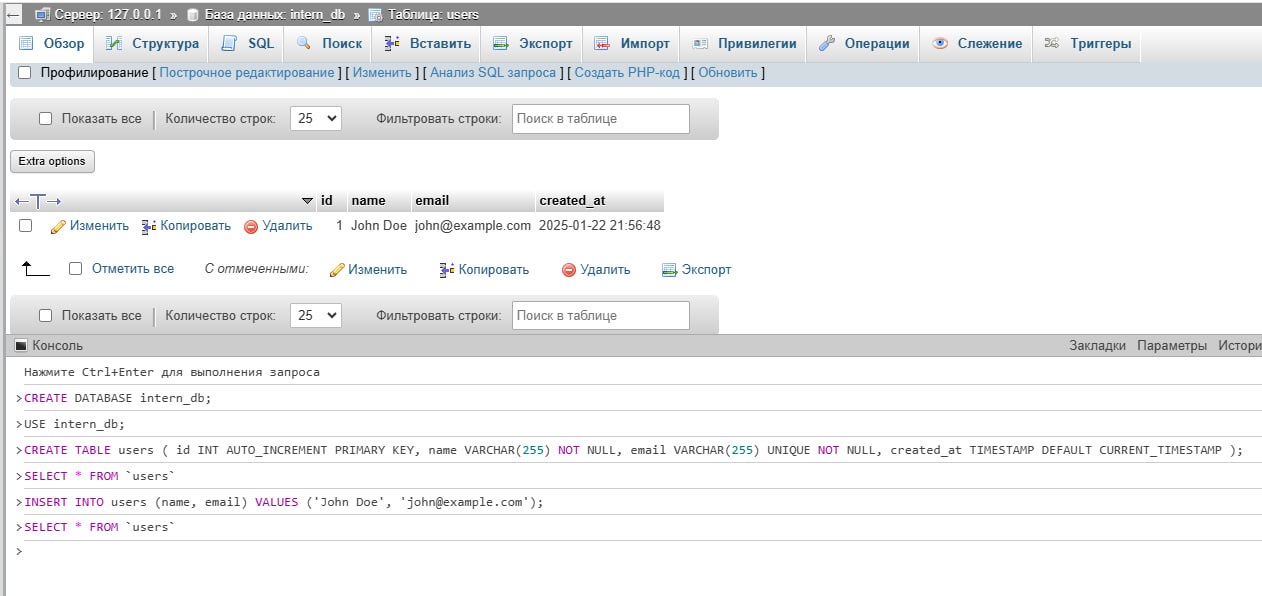 ← Сервер: 127.0.0.1 » База данных: intern_db » Таблица: users
Обзор Структура SQL Поиск Вставить Экспорт Импорт Привилегии Операции Слежение Триггеры
Профилирование [ Построчное редактирование ] [ Изменить ] [ Анализ SQL запроса ] [ Создать PHP-код ] [ Обновить ]
Показать все Количество строк: 25 Фильтровать строки: Поиск в таблице
Extra options
←T→ id name email created_at
Изменить Копировать Удалить 1 John Doe john@example.com 2025-01-22 21:56:48
Отметить все С отмеченными: Изменить Копировать Удалить Экспорт
Показать все Количество строк: 25 Фильтровать строки: Поиск в таблице
Консоль Закладки Параметры Истори
Нажмите Ctrl+Enter для выполнения запроса
>CREATE DATABASE intern_db;
>USE intern_db;
>CREATE TABLE users ( id INT AUTO_INCREMENT PRIMARY KEY, name VARCHAR(255) NOT NULL, email VARCHAR(255) UNIQUE NOT NULL, created_at TIMESTAMP DEFAULT CURRENT_TIMESTAMP );
>SELECT * FROM `users`
>INSERT INTO users (name, email) VALUES ('John Doe', 'john@example.com');
>SELECT * FROM `users`
>